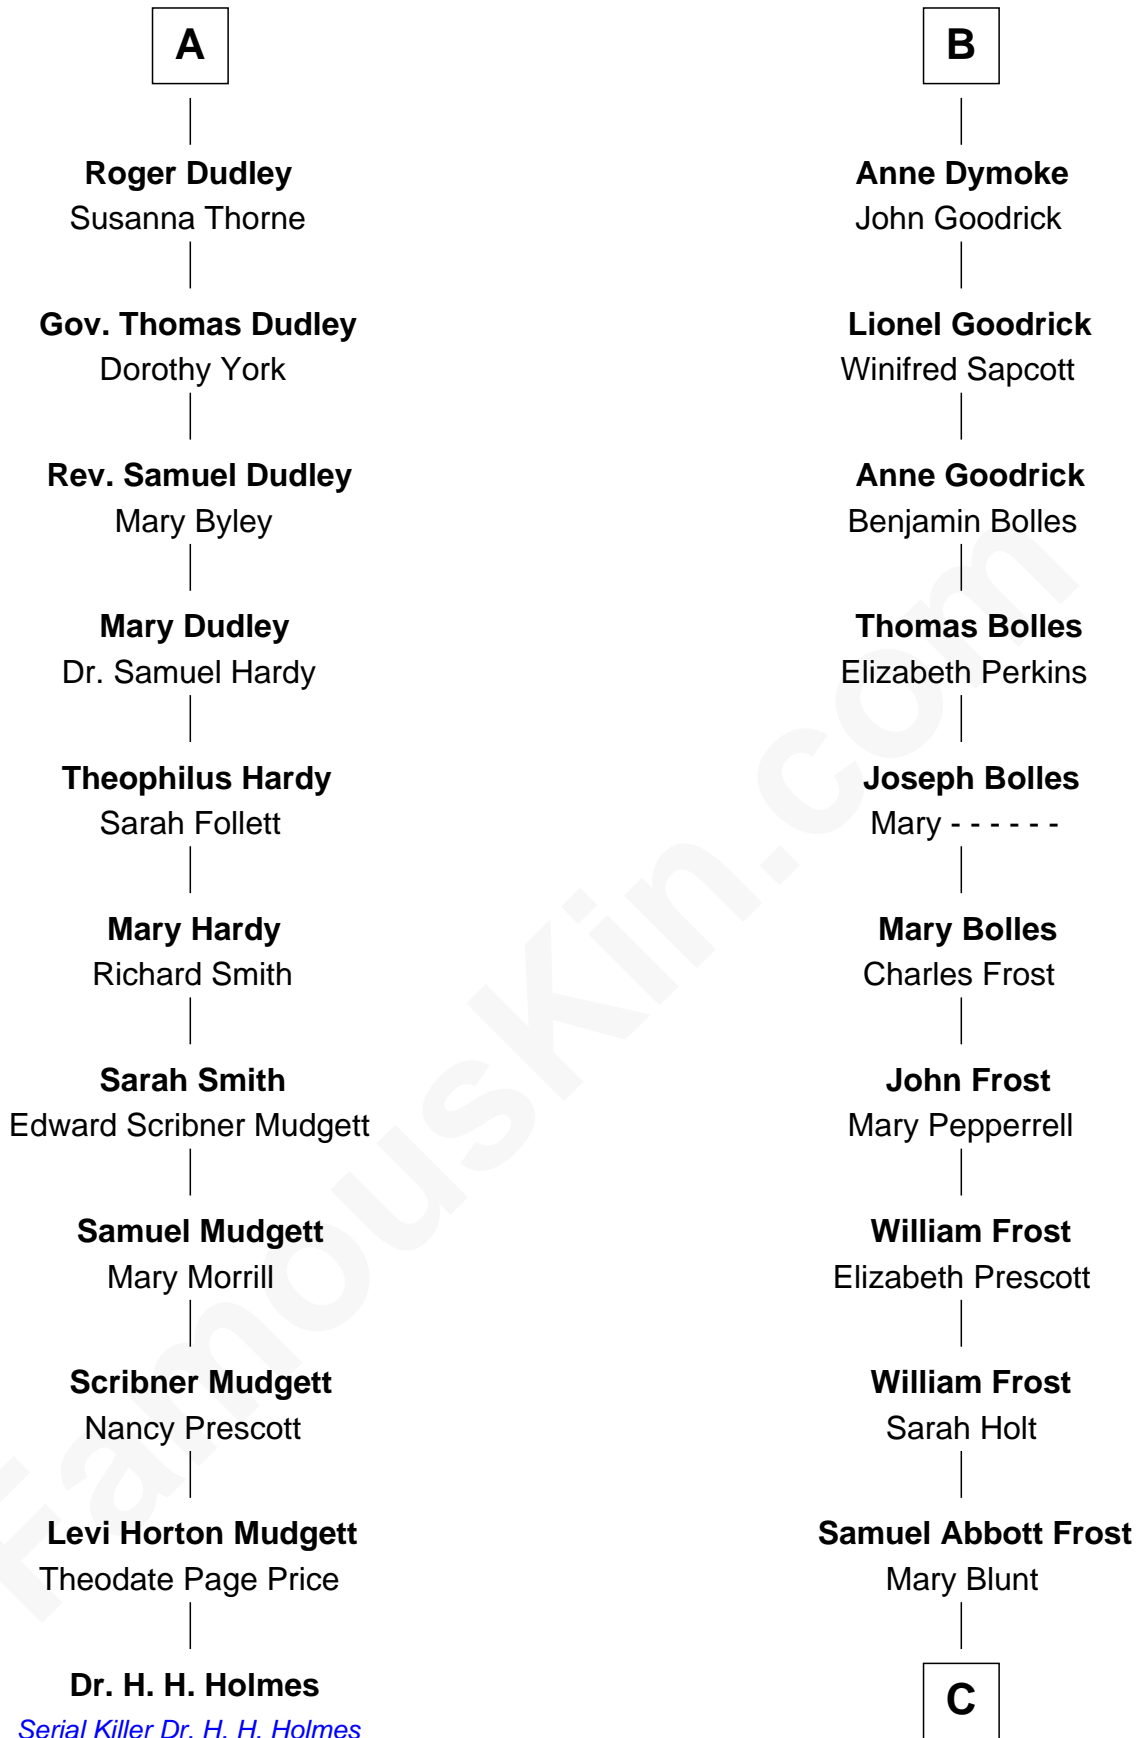 A
Roger Dudley
Susanna Thorne
Gov. Thomas Dudley
Dorothy York
Rev. Samuel Dudley
Mary Byley
Mary Dudley
Dr. Samuel Hardy
Theophilus Hardy
Sarah Follett
Mary Hardy
Richard Smith
Sarah Smith
Edward Scribner Mudgett
Samuel Mudgett
Mary Morrill
Scribner Mudgett
Nancy Prescott
Levi Horton Mudgett
Theodate Page Price
Dr. H. H. Holmes
Serial Killer Dr. H. H. Holmes
B
Anne Dymoke
John Goodrick
Lionel Goodrick
Winifred Sapcott
Anne Goodrick
Benjamin Bolles
Thomas Bolles
Elizabeth Perkins
Joseph Bolles
Mary - - - - - -
Mary Bolles
Charles Frost
John Frost
Mary Pepperrell
William Frost
Elizabeth Prescott
William Frost
Sarah Holt
Samuel Abbott Frost
Mary Blunt
C
FamousKin.com